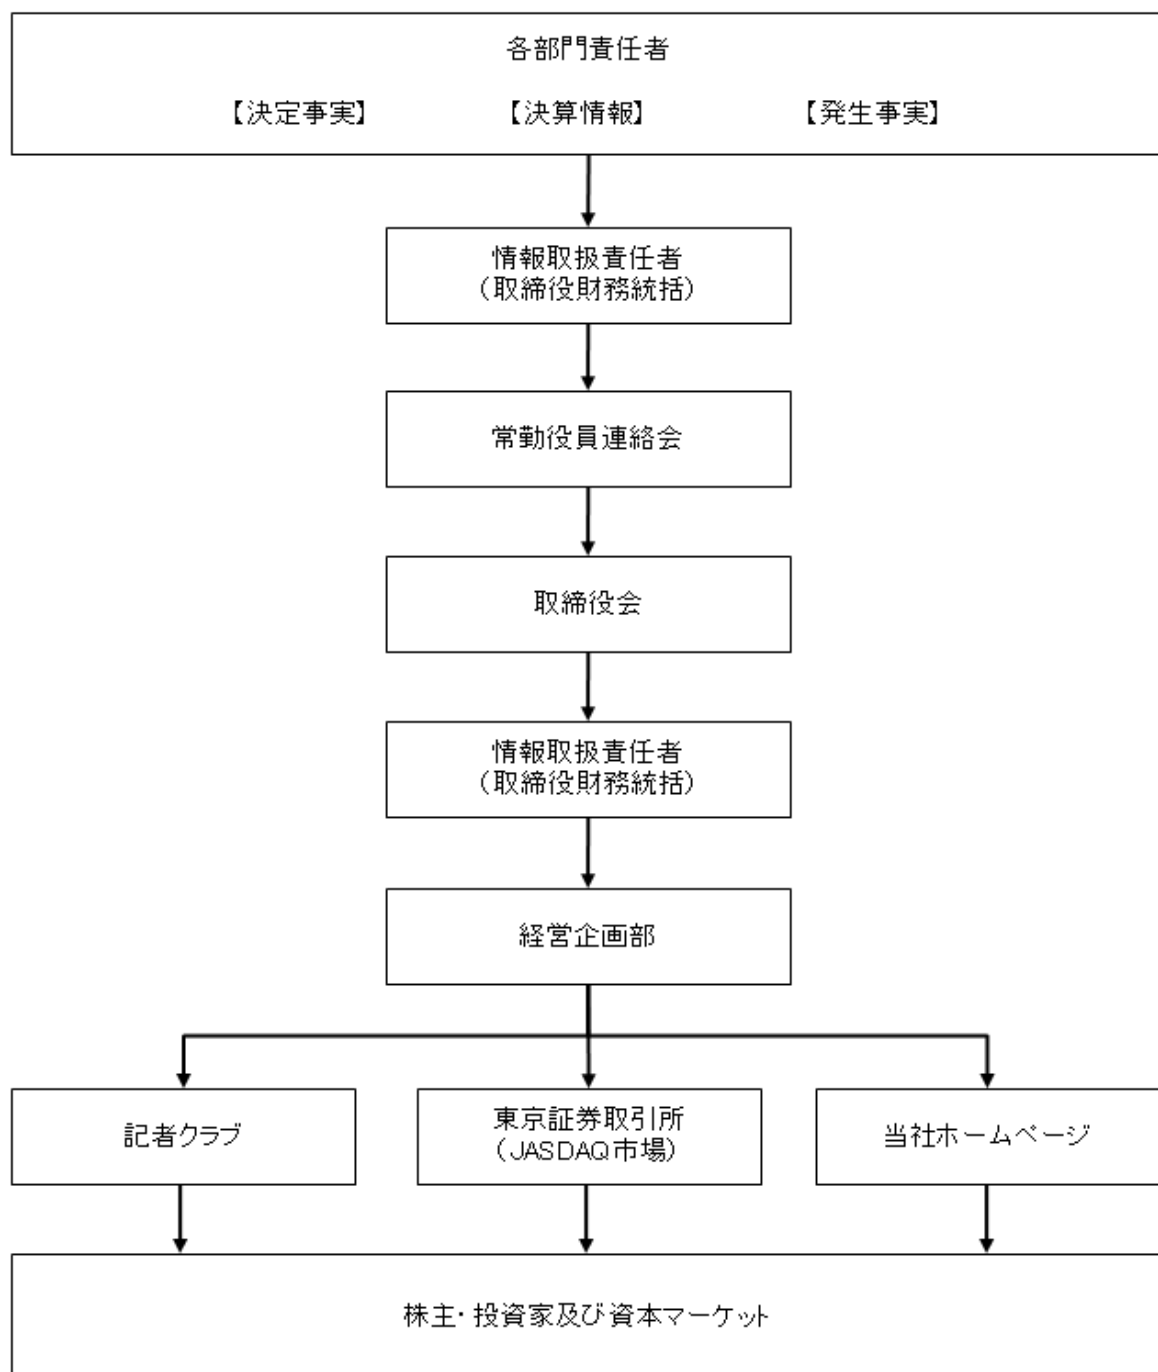 各部門責任者
【決定事実】 【決算情報】 【発生事実】
情報取扱責任者
（取締役財務統括）
常勤役員連絡会
取締役会
情報取扱責任者
（取締役財務統括）
経営企画部
記者クラブ
東京証券取引所
（JASDAQ市場）
当社ホームページ
株主・投資家及び資本マーケット